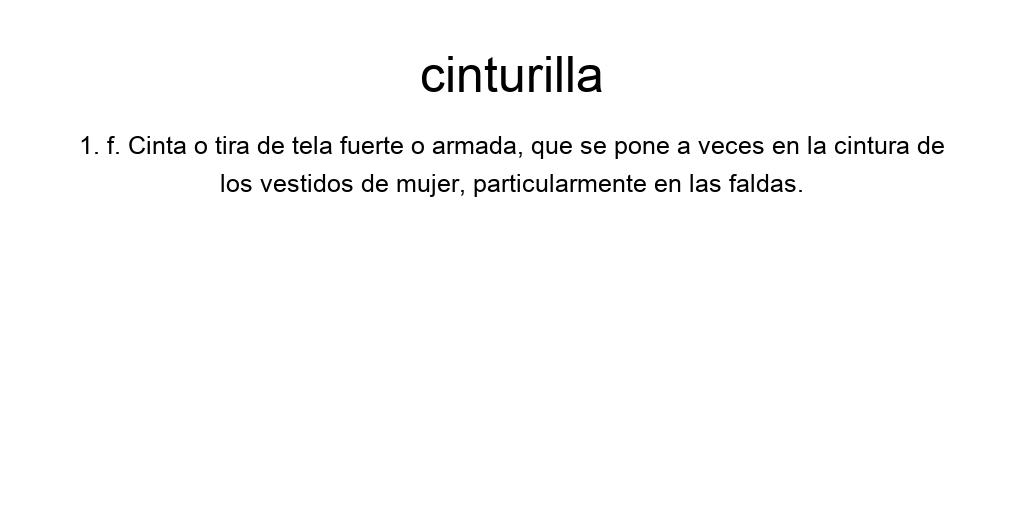 cinturilla
1. f. Cinta o tira de tela fuerte o armada, que se pone a veces en la cintura de
los vestidos de mujer, particularmente en las faldas.